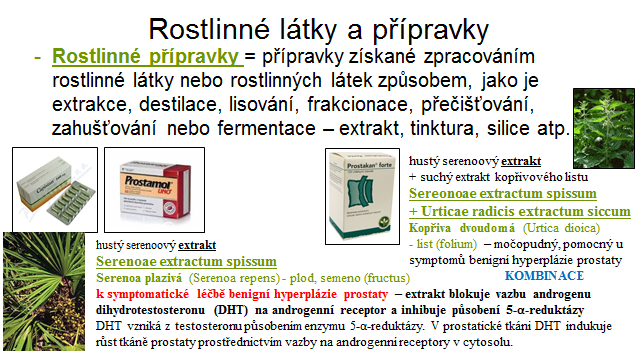 Rostlinné látky a přípravky
- Rostlinné přípravky = přípravky získané zpracováním
rostlinné látky nebo rostlinných látek způsobem, jako je
extrakce, destilace, lisování, frakcionace, přečišťování,
zahušťování nebo fermentace – extrakt, tinktura, silice atp.
Prostamol
UNO
Prostakan® forte
hustý serenoový extrakt
+ suchý extrakt kopřivového listu
Sereonoae extractum spissum
+ Urticae radicis extractum siccum
Kopřiva dvoudomá (Urtica dioica)
- list (folium) – močopudný, pomocný u
symptomů benigní hyperplázie prostaty
KOMBINACE
hustý serenoový extrakt
Serenoae extractum spissum
Serenoa plazivá (Serenoa repens) - plod, semeno (fructus)
k symptomatické léčbě benigní hyperplázie prostaty – extrakt blokuje vazbu androgenu
dihydrotestosteronu (DHT) na androgenní receptor a inhibuje působení 5-α-reduktázy
DHT vzniká z testosteronu působením enzymu 5-α-reduktázy. V prostatické tkáni DHT indukuje
růst tkáně prostaty prostřednictvím vazby na androgenní receptory v cytosolu.